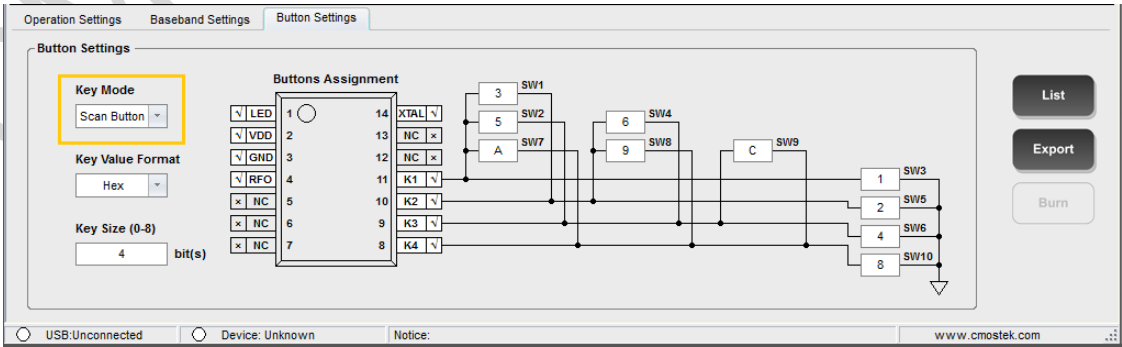 Operation Settings Baseband Settings Button Settings
Button Settings
Key Mode
Scan Button
Key Value Format
Hex
Key Size (0-8)
4 bit(s)
Buttons Assignment
√ LED 1 14 XTAL √
√ VDD 2 13 NC ×
√ GND 3 12 NC ×
√ RFO 4 11 K1 √
× NC 5 10 K2 √
× NC 6 9 K3 √
× NC 7 8 K4 √
3 SW1
5 SW2
A SW7
6 SW4
9 SW8
C SW9
1 SW3
2 SW5
4 SW6
8 SW10
List
Export
Burn
USB:Unconnected Device: Unknown Notice: www.cmostek.com